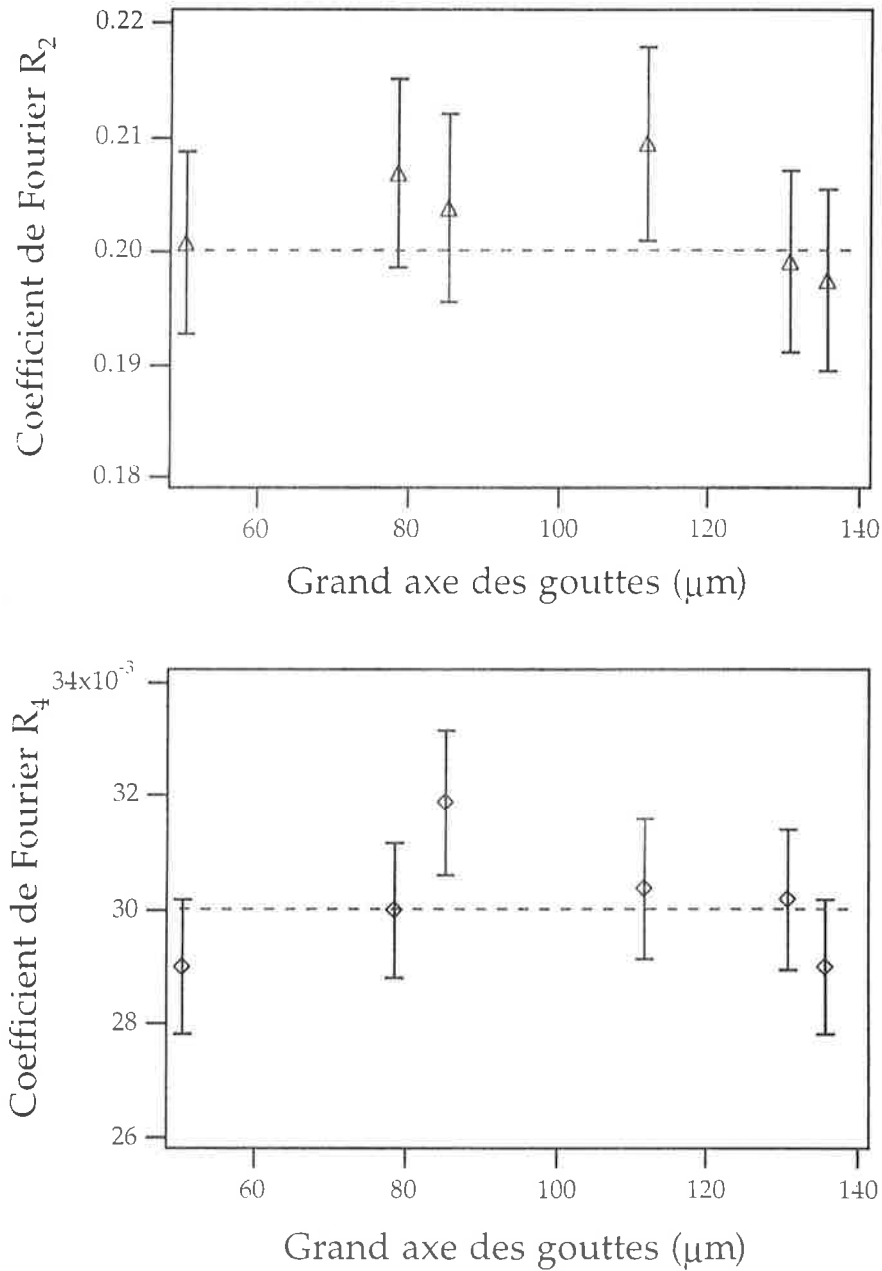 0.22
0.21
0.20
0.19
0.18
Coefficient de Fourier R₂
60 80 100 120 140
Grand axe des gouttes (µm)
34x10⁻³
32
30
28
26
Coefficient de Fourier R₄
60 80 100 120 140
Grand axe des gouttes (µm)